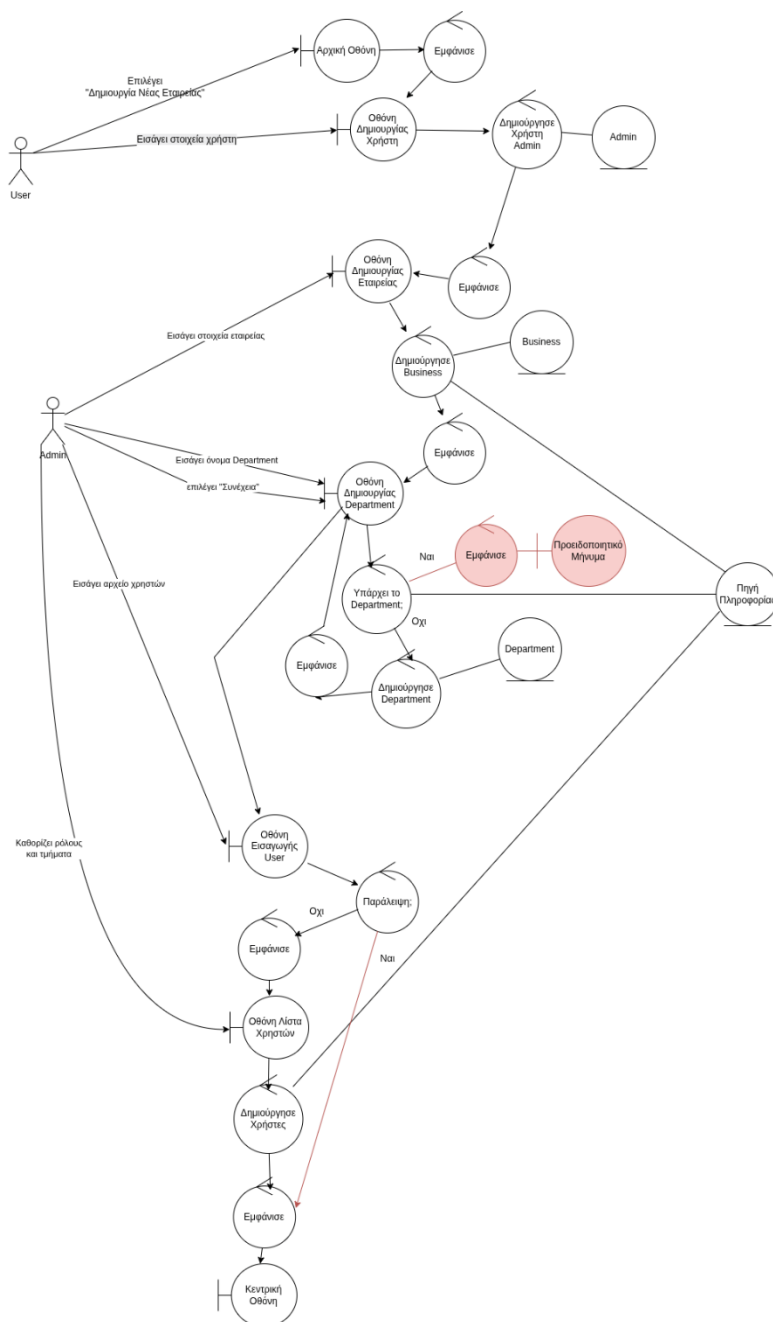 Αρχική Οθόνη
Εμφάνισε
Επιλέγει
"Δημιουργία Νέας Εταιρείας"
Οθόνη
Δημιουργίας
Χρήστη
Δημιούργησε
Χρήστη
Admin
Admin
Εισάγει στοιχεία χρήστη
User
Οθόνη
Δημιουργίας
Εταιρείας
Εμφάνισε
Εισάγει στοιχεία εταιρείας
Business
Δημιούργησε
Business
Admin
Εμφάνισε
Εισάγει όνομα Department
επιλέγει "Συνέχεια"
Οθόνη
Δημιουργίας
Department
Ναι
Εμφάνισε
Προειδοποιητικό
Μήνυμα
Εισάγει αρχείο χρηστών
Υπάρχει το
Department;
Πηγή
Πληροφορίας
Οχι
Εμφάνισε
Department
Δημιούργησε
Department
Καθορίζει ρόλους
και τμήματα
Οθόνη
Εισαγωγής
User
Παράλειψη;
Οχι
Εμφάνισε
Ναι
Οθόνη Λίστα
Χρηστών
Δημιούργησε
Χρήστες
Εμφάνισε
Κεντρική
Οθόνη